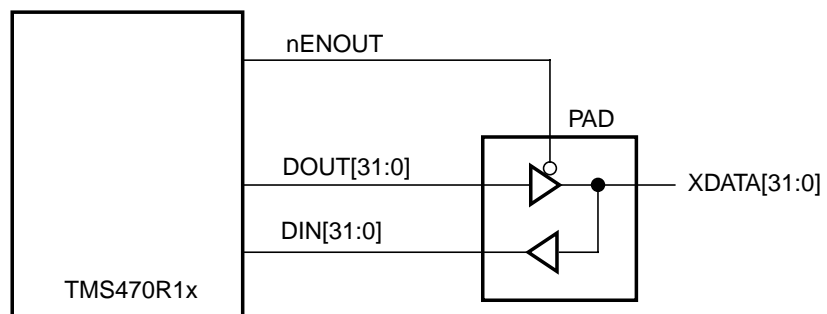 nENOUT
PAD
DOUT[31:0]
XDATA[31:0]
DIN[31:0]
TMS470R1x